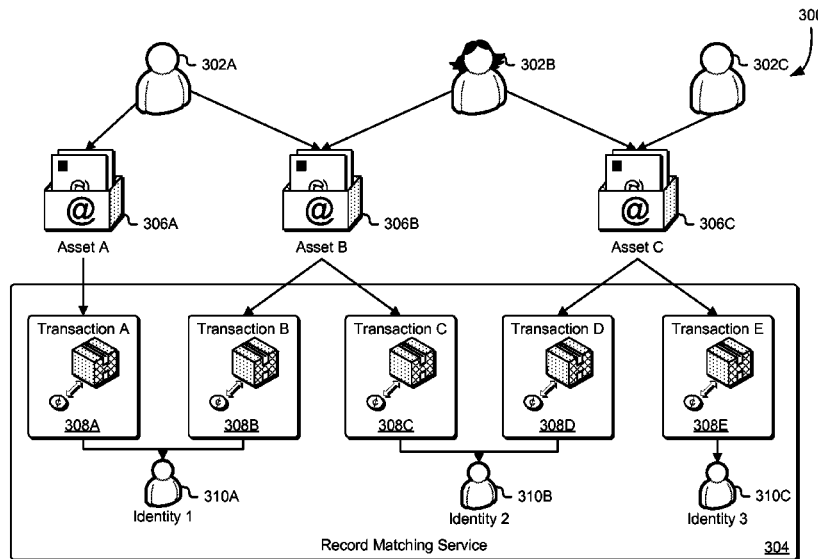 300
302A
302B
302C
@ @ @
306A
306B
306C
Asset A
Asset B
Asset C
Transaction A
Transaction B
Transaction C
Transaction D
Transaction E
¢ ¢ ¢ ¢ ¢
308A
308B
308C
308D
308E
310A
310B
310C
Identity 1
Identity 2
Identity 3
Record Matching Service
304